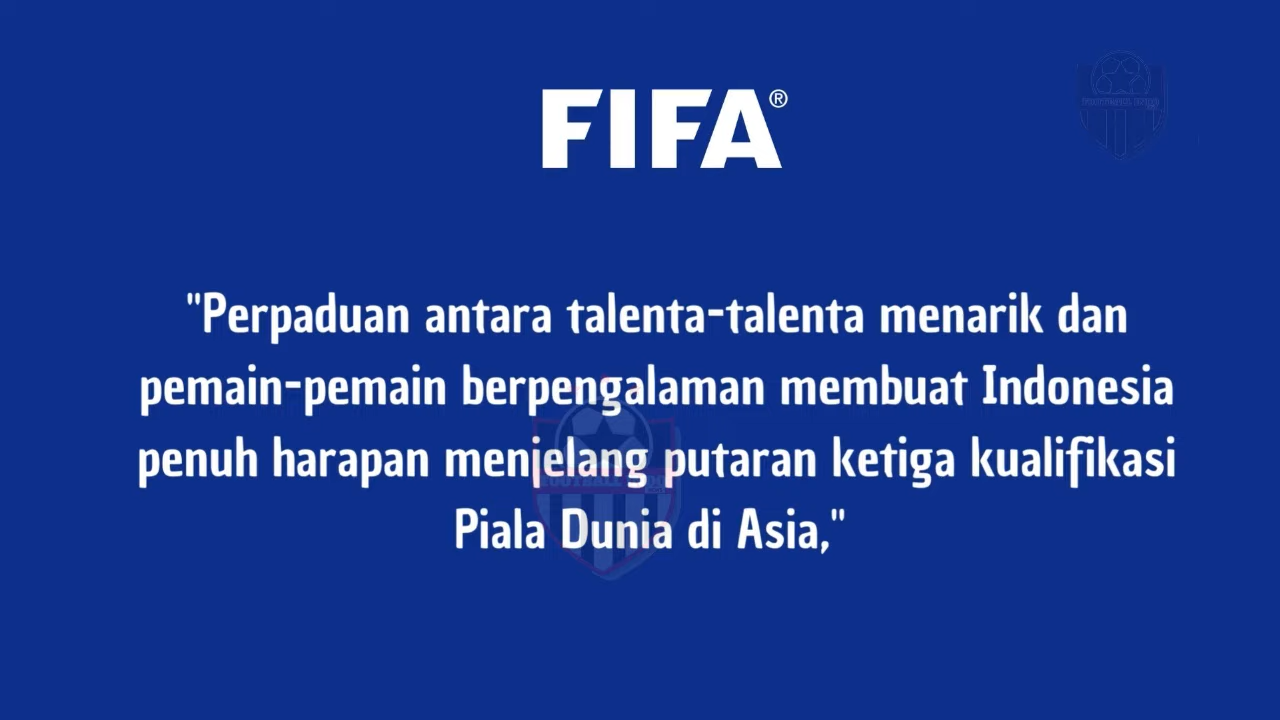 FIFA®
"Perpaduan antara talenta-talenta menarik dan
pemain-pemain berpengalaman membuat Indonesia
penuh harapan menjelang putaran ketiga kualifikasi
Piala Dunia di Asia,"